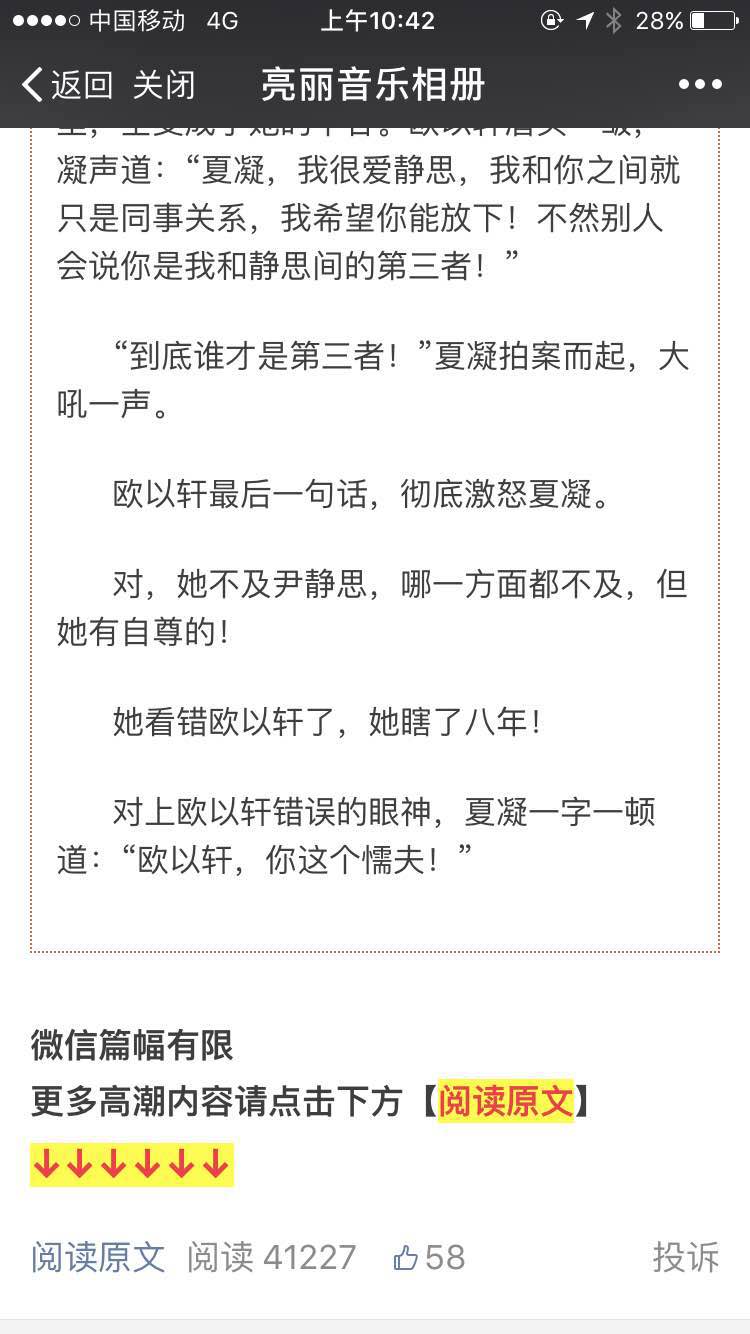 中国移动 4G 上午10:42 28%
返回 关闭 亮丽音乐相册
凝声道：“夏凝，我很爱静思，我和你之间就
只是同事关系，我希望你能放下！不然别人
会说你是我和静思间的第三者！”
“到底谁才是第三者！”夏凝拍案而起，大
吼一声。
欧以轩最后一句话，彻底激怒夏凝。
对，她不及尹静思，哪一方面都不及，但
她有自尊的！
她看错欧以轩了，她瞎了八年！
对上欧以轩错误的眼神，夏凝一字一顿
道：“欧以轩，你这个懦夫！”
微信篇幅有限
更多高潮内容请点击下方【阅读原文】
↓↓↓↓↓↓
阅读原文 阅读 41227 58 投诉